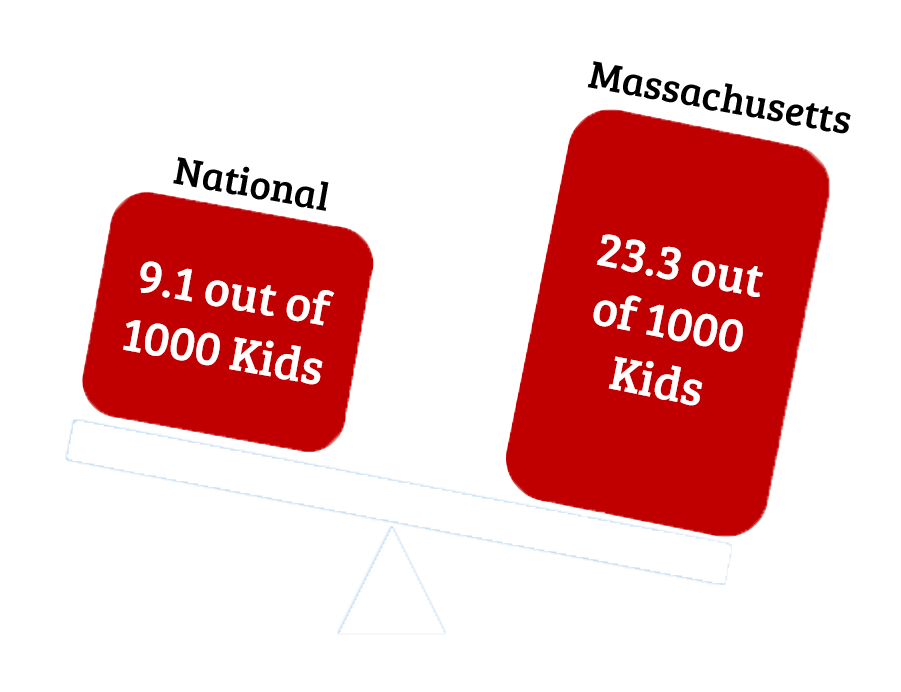 National
9.1 out of
1000 Kids
Massachusetts
23.3 out
of 1000
Kids